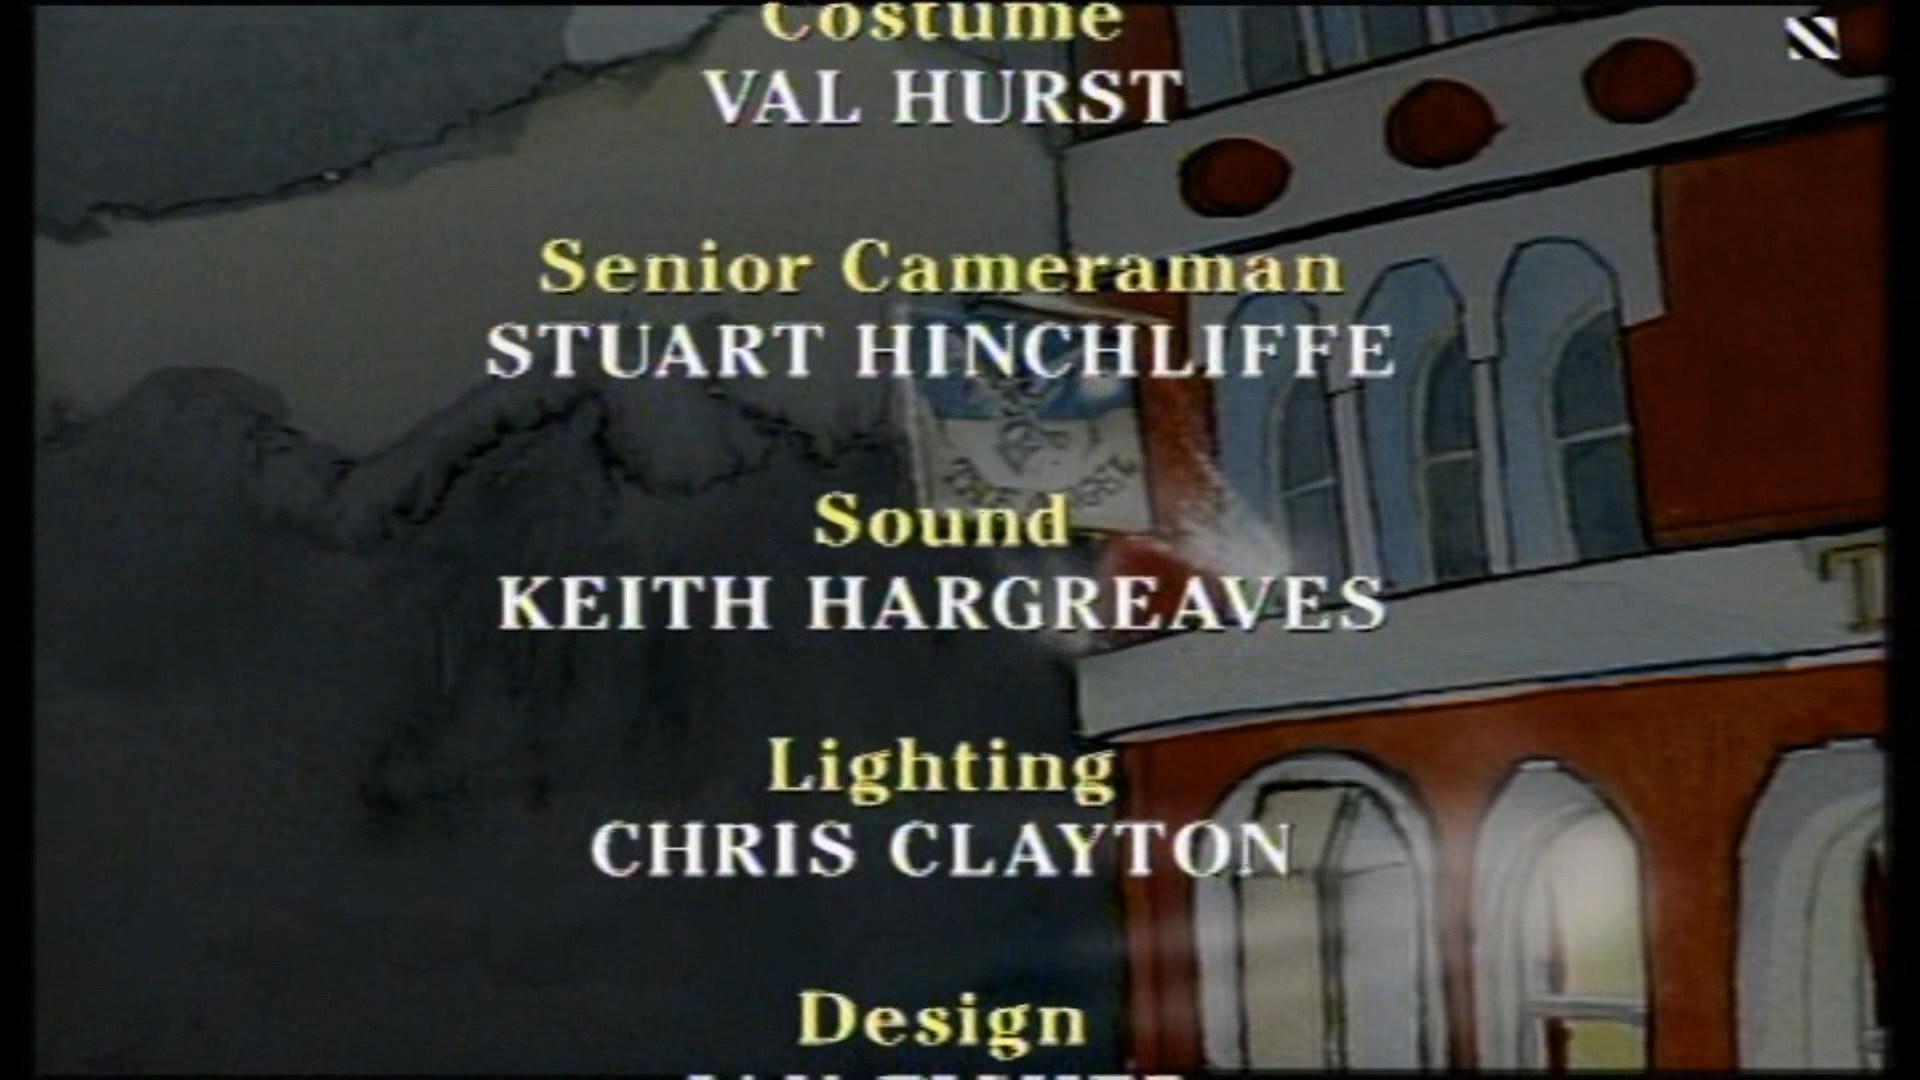 Costume
VAL HURST
Senior Cameraman
STUART HINCHLIFFE
Sound
KEITH HARGREAVES
Lighting
CHRIS CLAYTON
Design